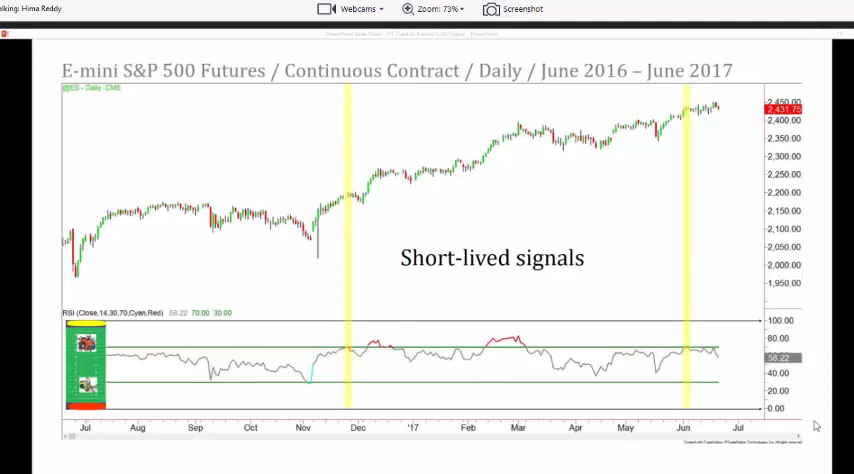 alking: Hima Reddy
Webcams
Zoom: 73%
Screenshot
E-mini S&P 500 Futures / Continuous Contract / Daily / June 2016 – June 2017
@ES - Daily CME
2,450.00
2,431.75
2,400.00
2,350.00
2,300.00
2,250.00
2,200.00
2,150.00
2,100.00
2,050.00
2,000.00
1,950.00
Short-lived signals
RSI (Close,14,30,70,Cyan,Red) 58.22 70.00 30.00
100.00
80.00
58.22
40.00
20.00
0.00
Jul Aug Sep Oct Nov Dec '17 Feb Mar Apr May Jun Jul